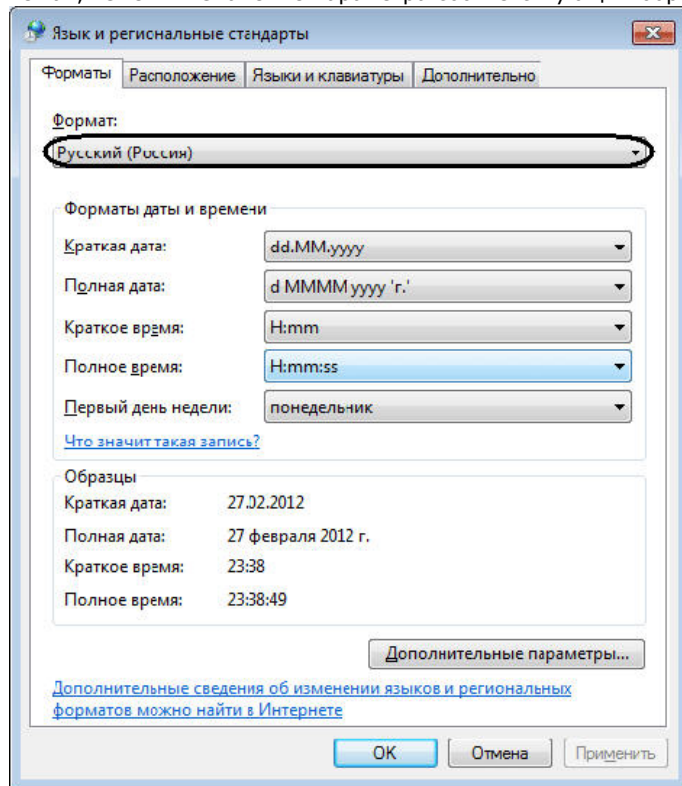 Язык и региональные стандарты
Форматы Расположение Языки и клавиатуры Дополнительно
Формат:
Русский (Россия)
Форматы даты и времени
Краткая дата: dd.MM.yyyy
Полная дата: d MMMM yyyy 'г.'
Краткое время: H:mm
Полное время: H:mm:ss
Первый день недели: понедельник
Что значит такая запись?
Образцы
Краткая дата: 27.02.2012
Полная дата: 27 февраля 2012 г.
Краткое время: 23:38
Полное время: 23:38:49
Дополнительные параметры...
Дополнительные сведения об изменении языков и региональных
форматов можно найти в Интернете
OK Отмена Применить